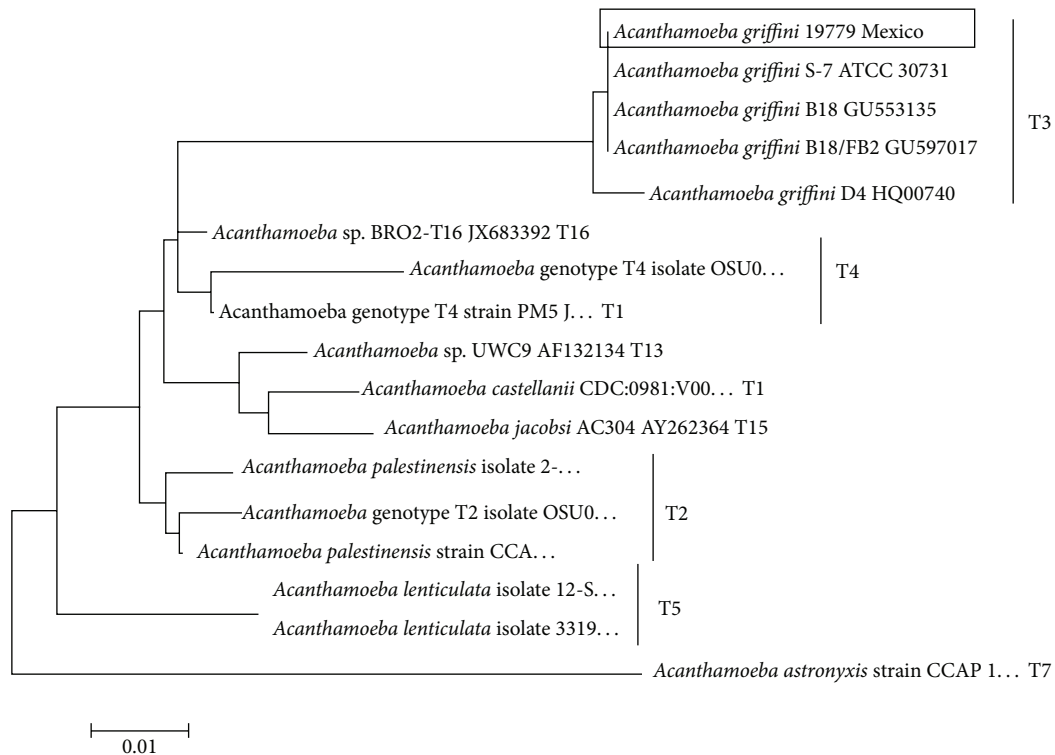 Acanthamoeba griffini 19779 Mexico
Acanthamoeba griffini S-7 ATCC 30731
Acanthamoeba griffini B18 GU553135
T3
Acanthamoeba griffini B18/FB2 GU597017
Acanthamoeba griffini D4 HQ00740
Acanthamoeba sp. BRO2-T16 JX683392 T16
Acanthamoeba genotype T4 isolate OSU0...
T4
Acanthamoeba genotype T4 strain PM5 J... T1
Acanthamoeba sp. UWC9 AF132134 T13
Acanthamoeba castellanii CDC:0981:V00... T1
Acanthamoeba jacobsi AC304 AY262364 T15
Acanthamoeba palestinensis isolate 2-...
Acanthamoeba genotype T2 isolate OSU0...
T2
Acanthamoeba palestinensis strain CCA...
Acanthamoeba lenticulata isolate 12-S...
T5
Acanthamoeba lenticulata isolate 3319...
Acanthamoeba astronyxis strain CCAP 1... T7
0.01